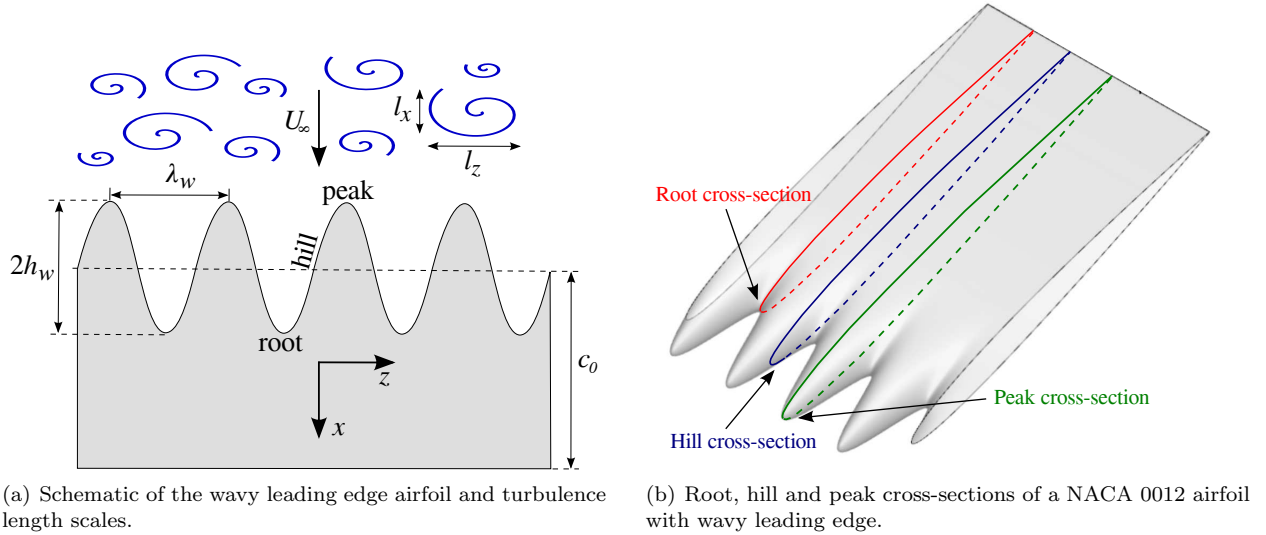 U∞
lx
lz
λw
peak
hill
2hw
root
z
x
c0
Root cross-section
Peak cross-section
Hill cross-section
(a) Schematic of the wavy leading edge airfoil and turbulence
length scales.
(b) Root, hill and peak cross-sections of a NACA 0012 airfoil
with wavy leading edge.